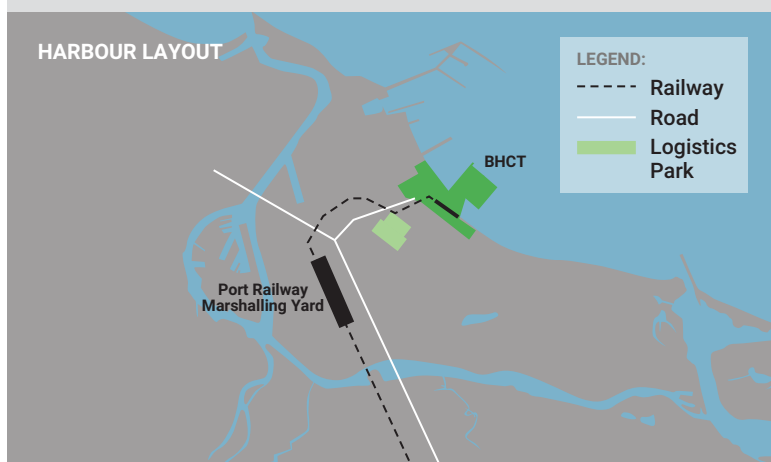 HARBOUR LAYOUT
LEGEND:
Railway
Road
Logistics
Park
BHCT
Port Railway
Marshalling Yard